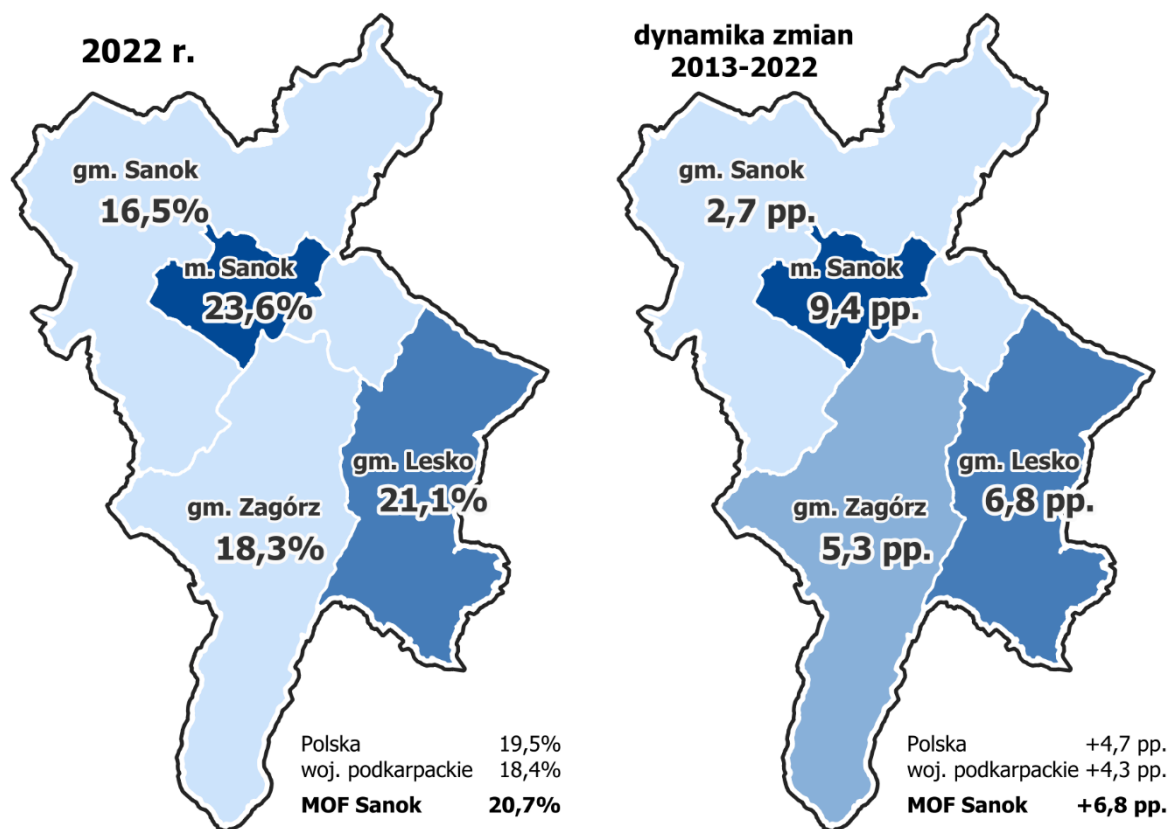 2022 r.
gm. Sanok
16,5%
m. Sanok
23,6%
gm. Lesko
21,1%
gm. Zagórz
18,3%
Polska 19,5%
woj. podkarpackie 18,4%
MOF Sanok 20,7%
dynamika zmian
2013-2022
gm. Sanok
2,7 pp.
m. Sanok
9,4 pp.
gm. Lesko
6,8 pp.
gm. Zagórz
5,3 pp.
Polska +4,7 pp.
woj. podkarpackie +4,3 pp.
MOF Sanok +6,8 pp.